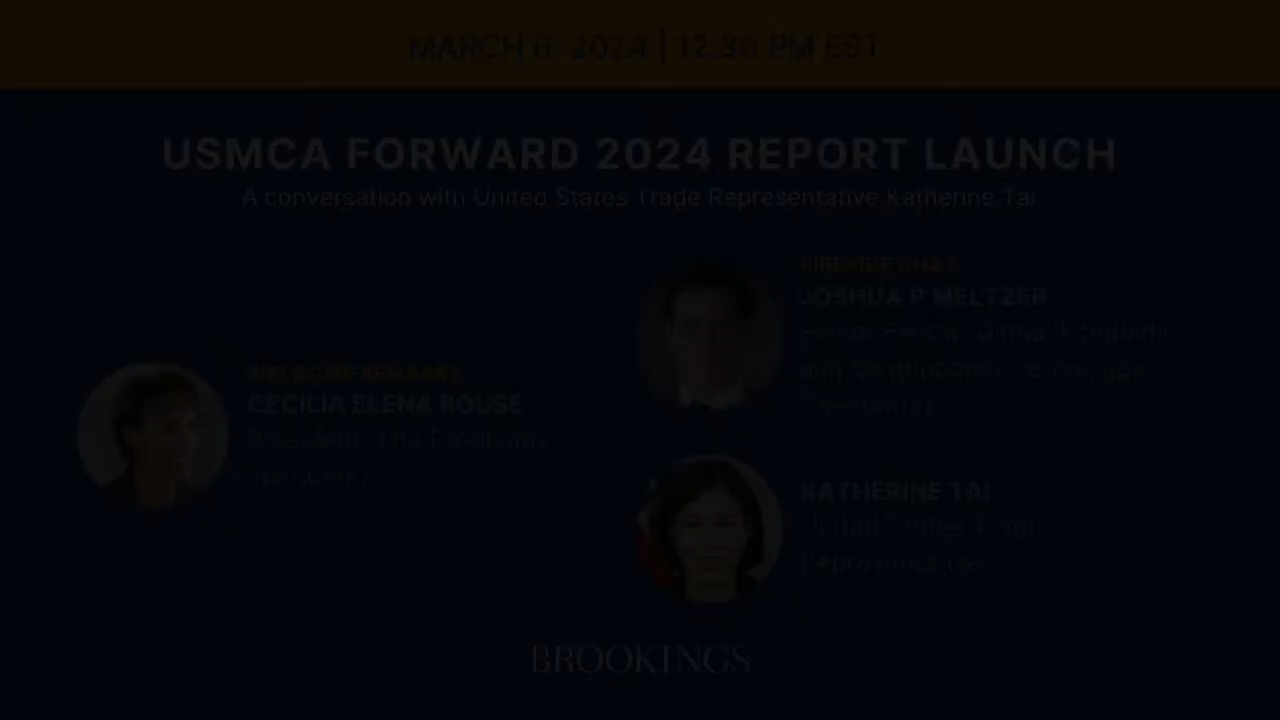 MARCH 6, 2024 | 12:30 PM EST
USMCA FORWARD 2024 REPORT LAUNCH
A conversation with United States Trade Representative Katherine Tai
WELCOME REMARKS
CECILIA ELENA ROUSE
President, The Brookings
Institution
FIRESIDE CHAT
JOSHUA P MELTZER
Senior Fellow, Global Economy
and Development, Brookings
Institution
KATHERINE TAI
United States Trade
Representative
BROOKINGS